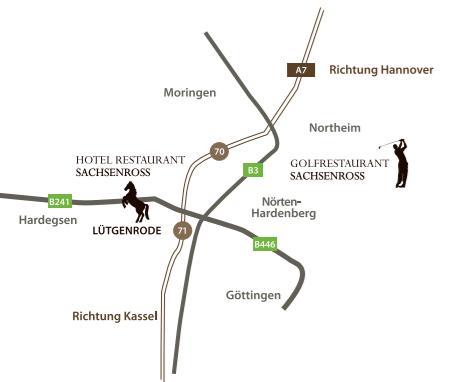 A7
Richtung Hannover
Moringen
Northeim
70
HOTEL RESTAURANT
SACHSENROSS
B3
GOLFRESTAURANT
SACHSENROSS
B241
Hardegsen
LÜTGENRODE
71
Nörten-
Hardenberg
B446
Göttingen
Richtung Kassel